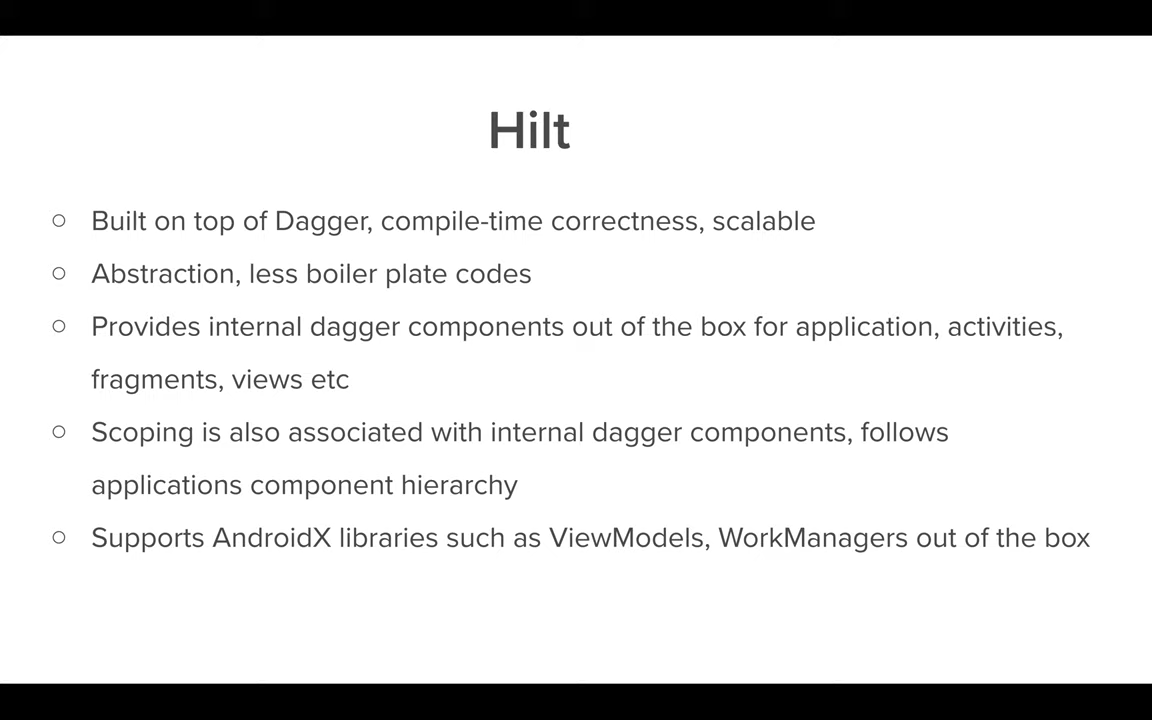 Hilt
○ Built on top of Dagger, compile-time correctness, scalable
○ Abstraction, less boiler plate codes
○ Provides internal dagger components out of the box for application, activities,
fragments, views etc
○ Scoping is also associated with internal dagger components, follows
applications component hierarchy
○ Supports AndroidX libraries such as ViewModels, WorkManagers out of the box